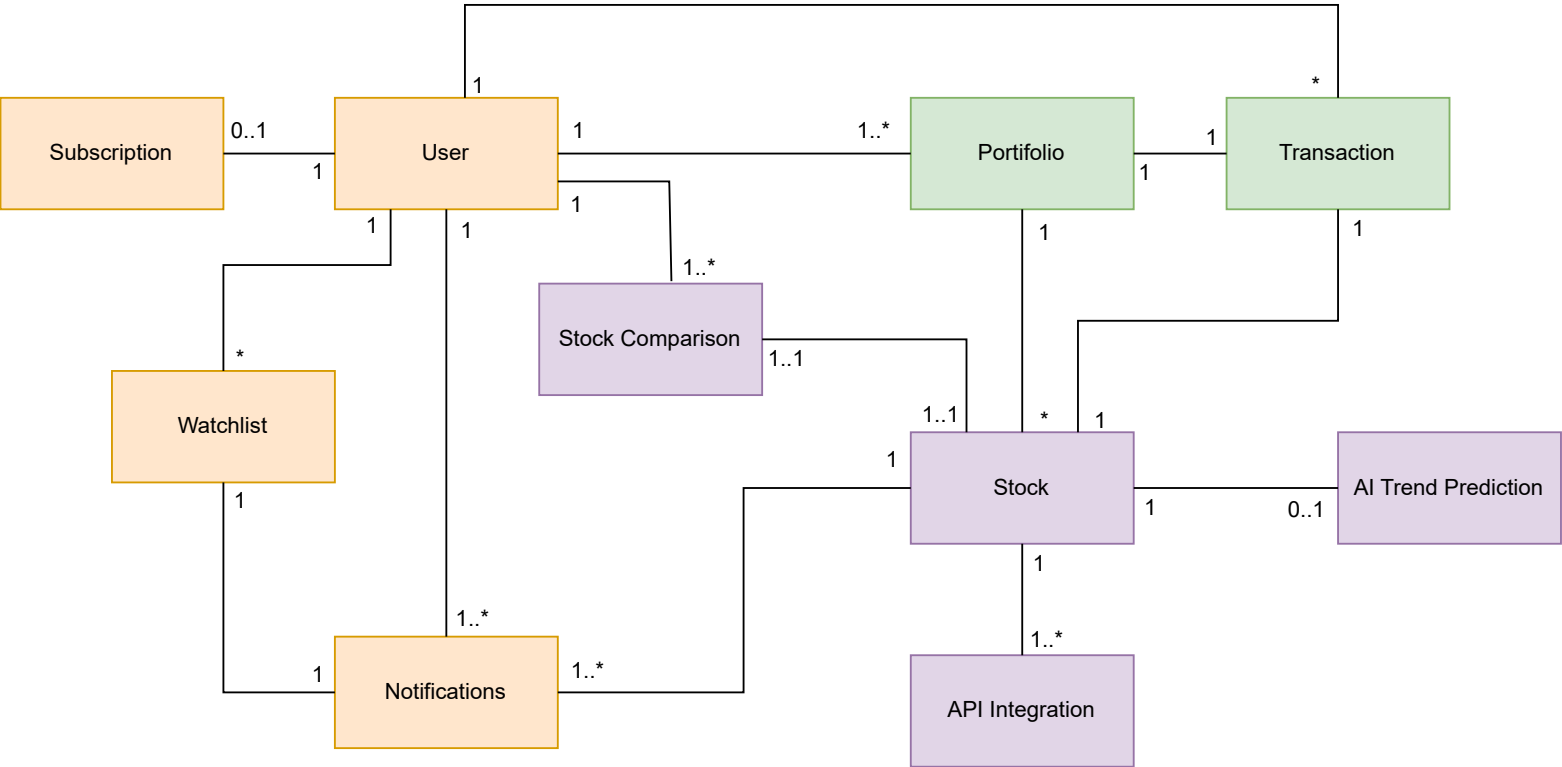 1
*
Subscription
0..1
1
User
1
1..*
Portifolio
1
1
Transaction
1
1
1
1..*
1
1
*
Stock Comparison
1..1
1..1
*
1
Watchlist
1
1
Stock
1
0..1
AI Trend Prediction
1
1..*
1
Notifications
1..*
1..*
API Integration